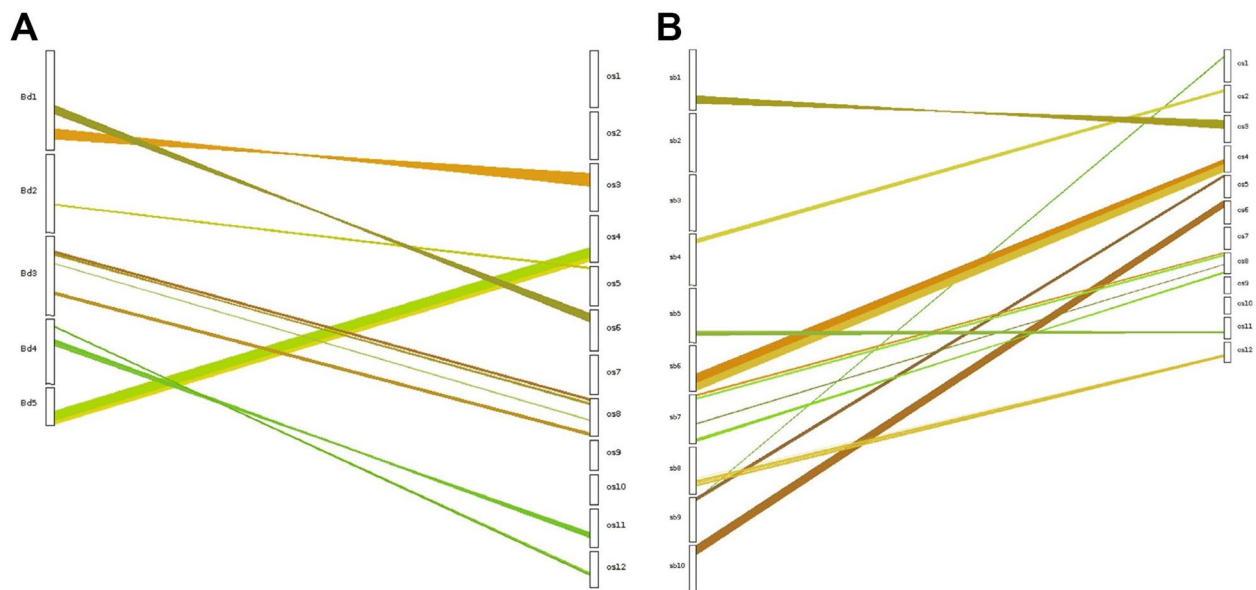 A
Bd1
Bd2
Bd3
Bd4
Bd5
os1
os2
os3
os4
os5
os6
os7
os8
os9
os10
os11
os12
B
sb1
sb2
sb3
sb4
sb5
sb6
sb7
sb8
sb9
sb10
os1
os2
os3
os4
os5
os6
os7
os8
os9
os10
os11
os12